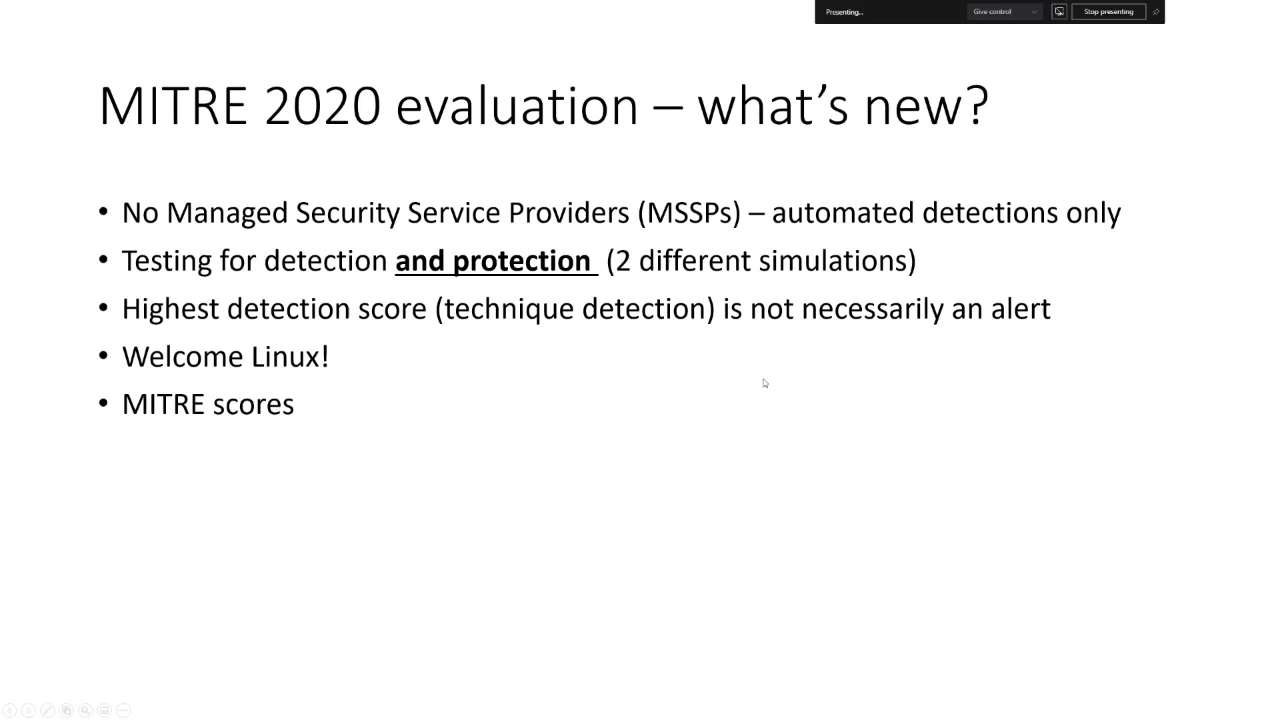 Presenting...
Give control
Stop presenting
MITRE 2020 evaluation – what’s new?
• No Managed Security Service Providers (MSSPs) – automated detections only
• Testing for detection and protection (2 different simulations)
• Highest detection score (technique detection) is not necessarily an alert
• Welcome Linux!
• MITRE scores